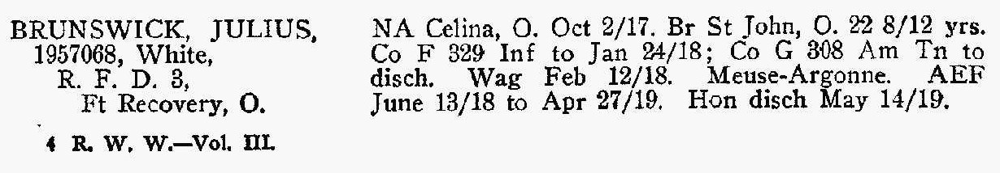 BRUNSWICK, JULIUS,
1957068, White,
R. F. D. 3,
Ft Recovery, O.
NA Celina, O. Oct 2/17. Br St John, O. 22 8/12 yrs.
Co F 329 Inf to Jan 24/18; Co G 308 Am Tn to
disch. Wag Feb 12/18. Meuse-Argonne. AEF
June 13/18 to Apr 27/19. Hon disch May 14/19.
4 R. W. W.—Vol. III.